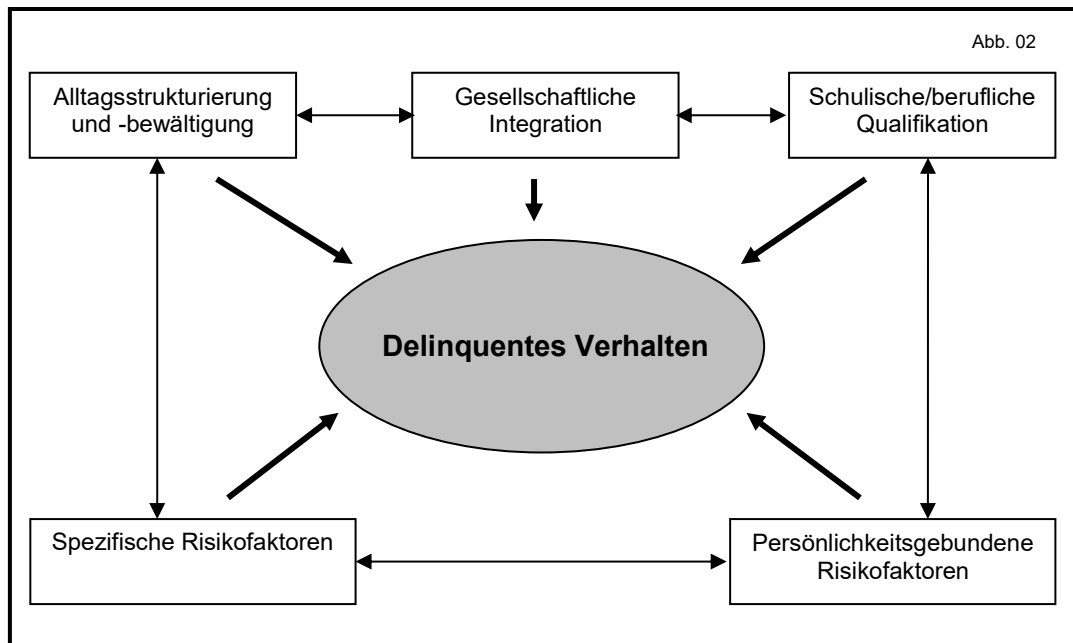 Abb. 02
Alltagsstrukturierung
und -bewältigung
Gesellschaftliche
Integration
Schulische/berufliche
Qualifikation
Delinquentes Verhalten
Spezifische Risikofaktoren
Persönlichkeitsgebundene
Risikofaktoren